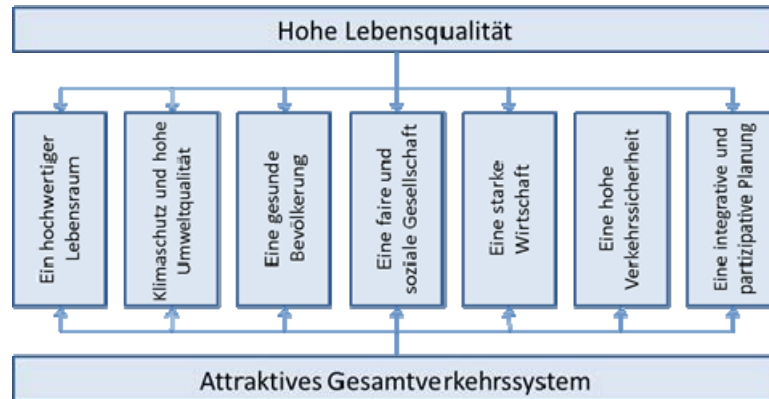 Hohe Lebensqualität
Ein hochwertiger
Lebensraum
Klimaschutz und hohe
Umweltqualität
Eine gesunde
Bevölkerung
Eine faire und
soziale Gesellschaft
Eine starke
Wirtschaft
Eine hohe
Verkehrssicherheit
Eine integrative und
partizipative Planung
Attraktives Gesamtverkehrssystem